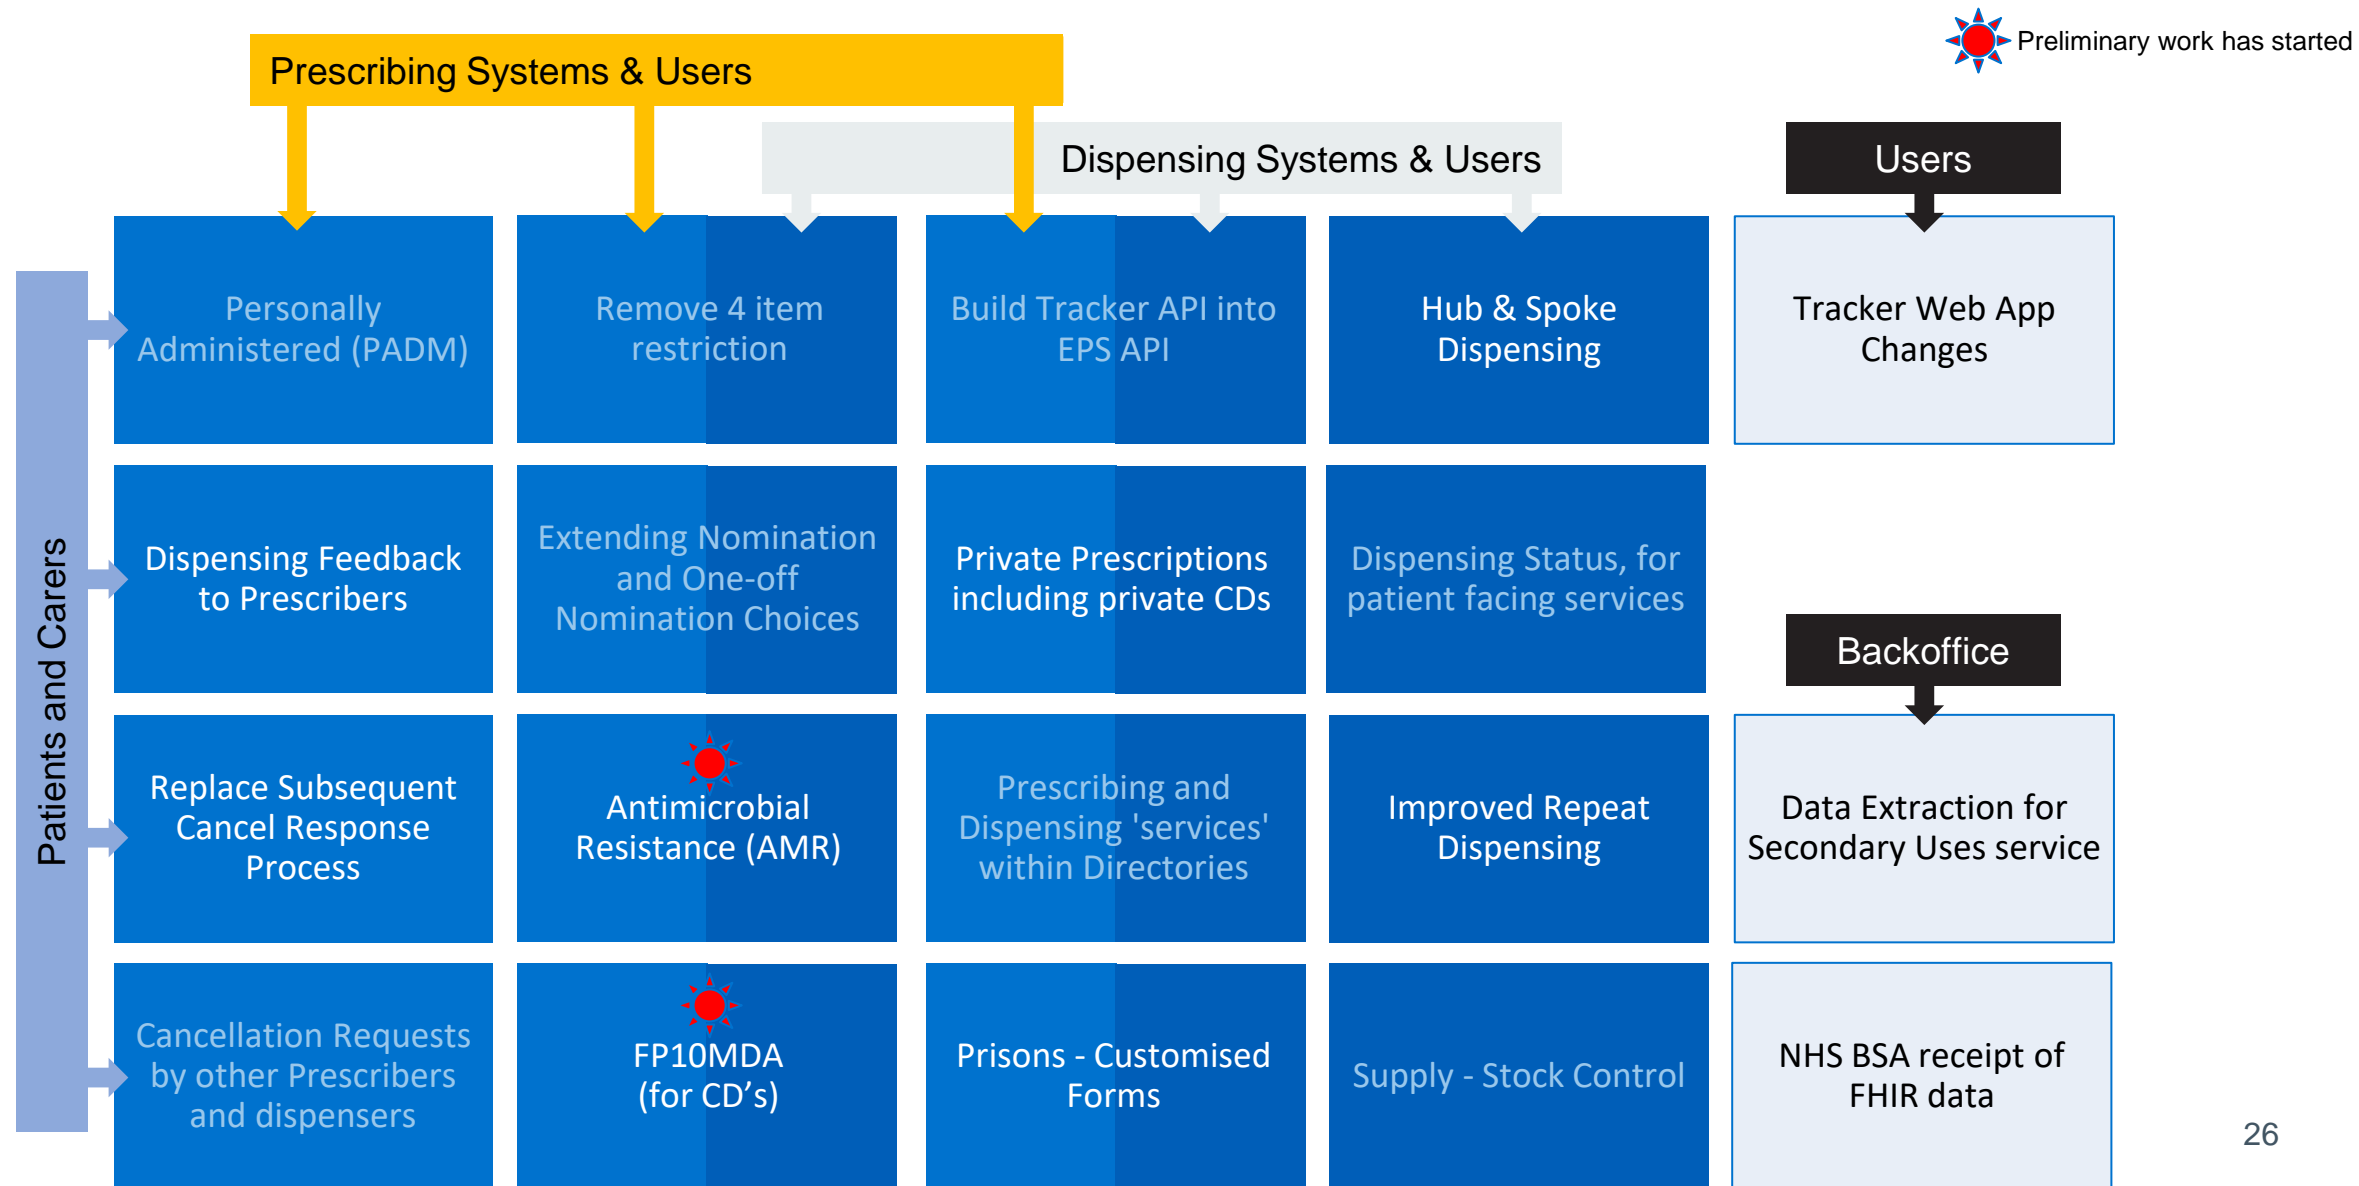 Preliminary work has started
Prescribing Systems & Users
Dispensing Systems & Users
Users
Patients and Carers
Personally
Administered (PADM)
Remove 4 item
restriction
Build Tracker API into
EPS API
Hub & Spoke
Dispensing
Tracker Web App
Changes
Dispensing Feedback
to Prescribers
Extending Nomination
and One-off
Nomination Choices
Private Prescriptions
including private CDs
Dispensing Status, for
patient facing services
Backoffice
Replace Subsequent
Cancel Response
Process
Antimicrobial
Resistance (AMR)
Prescribing and
Dispensing 'services'
within Directories
Improved Repeat
Dispensing
Data Extraction for
Secondary Uses service
Cancellation Requests
by other Prescribers
and dispensers
FP10MDA
(for CD’s)
Prisons - Customised
Forms
Supply - Stock Control
NHS BSA receipt of
FHIR data
26